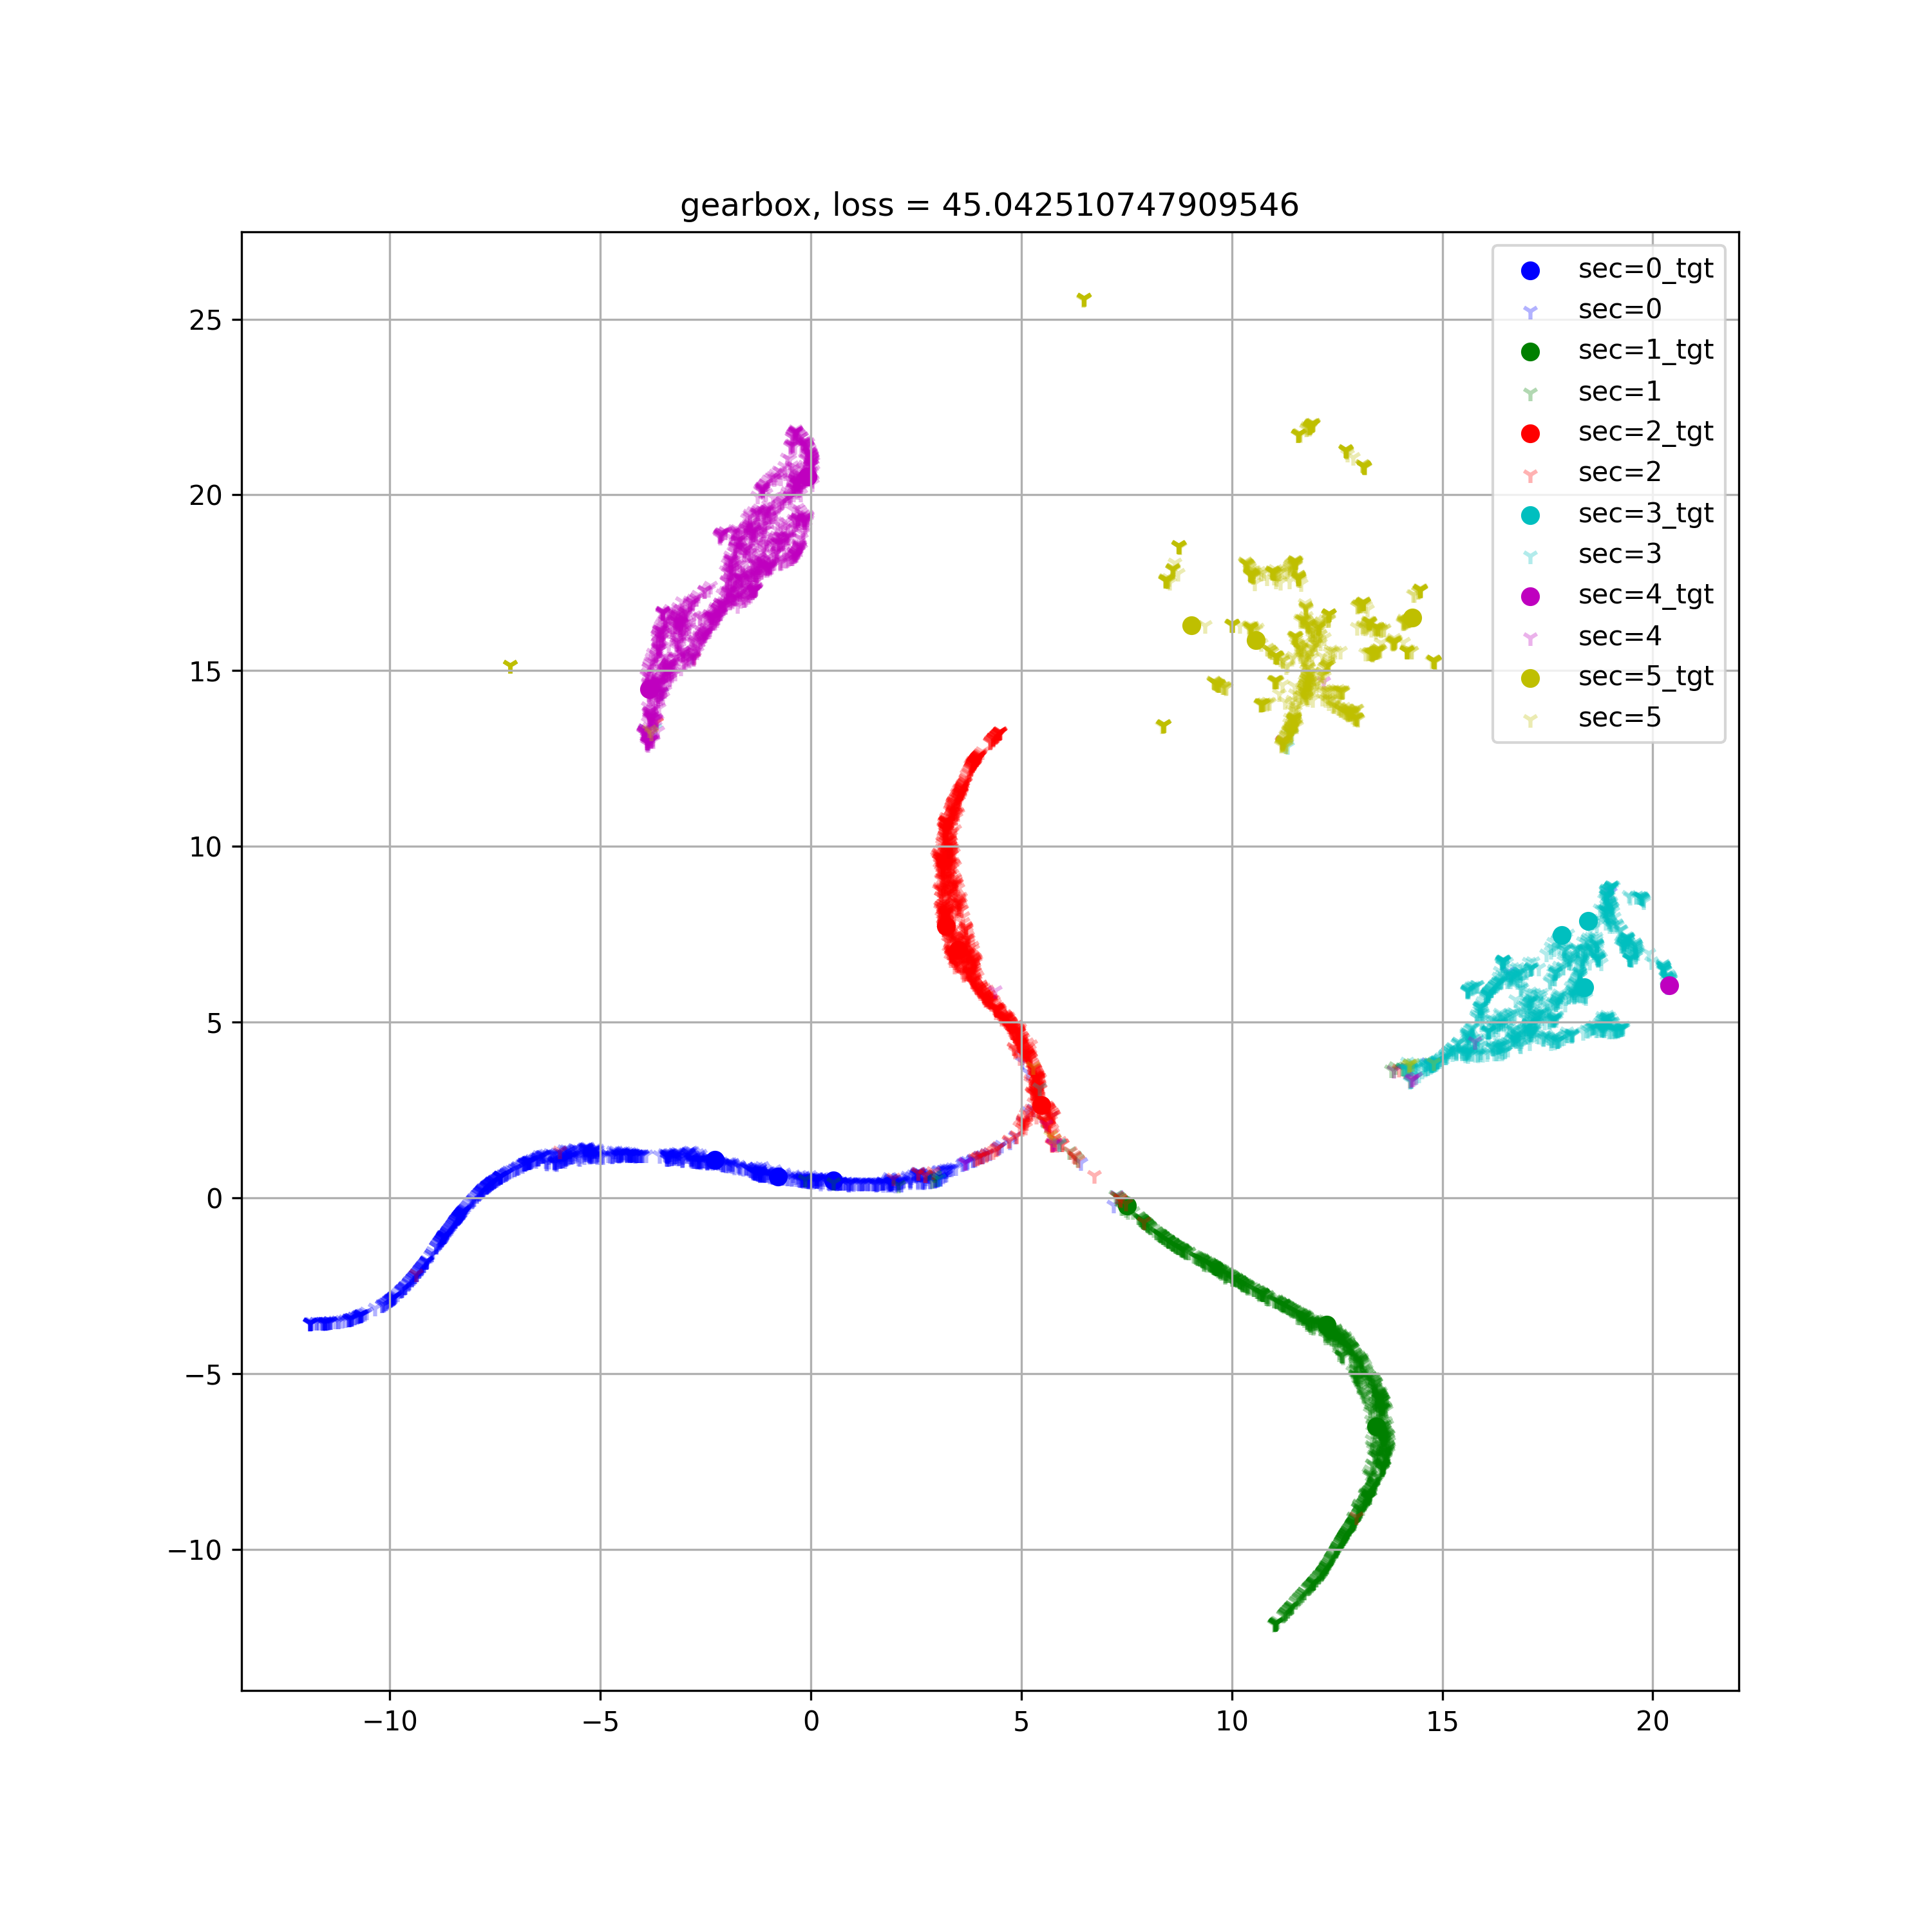 gearbox, loss = 45.042510747909546
sec=0_tgt
sec=0
sec=1_tgt
sec=1
sec=2_tgt
sec=2
sec=3_tgt
sec=3
sec=4_tgt
sec=4
sec=5_tgt
sec=5
25
20
15
10
5
0
−5
−10
−10 −5 0 5 10 15 20